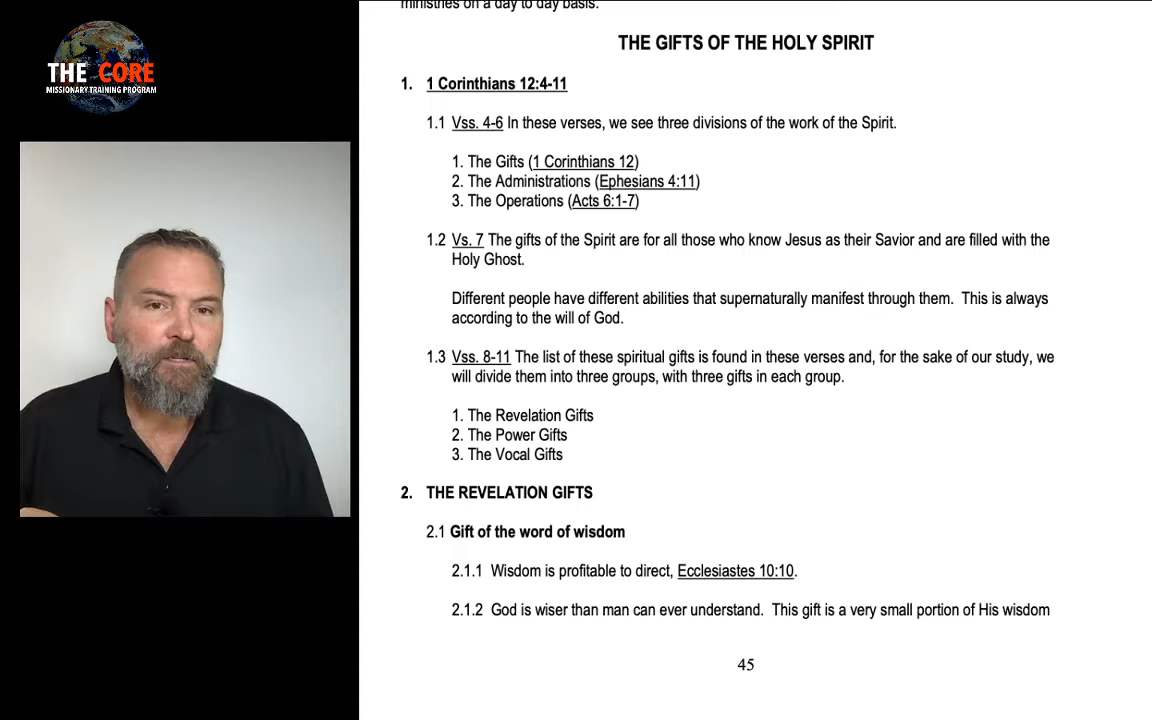 THE CORE
MISSIONARY TRAINING PROGRAM
ministries on a day to day basis.
THE GIFTS OF THE HOLY SPIRIT
1. 1 Corinthians 12:4-11
1.1 Vss. 4-6 In these verses, we see three divisions of the work of the Spirit.
1. The Gifts (1 Corinthians 12)
2. The Administrations (Ephesians 4:11)
3. The Operations (Acts 6:1-7)
1.2 Vs. 7 The gifts of the Spirit are for all those who know Jesus as their Savior and are filled with the
Holy Ghost.
Different people have different abilities that supernaturally manifest through them. This is always
according to the will of God.
1.3 Vss. 8-11 The list of these spiritual gifts is found in these verses and, for the sake of our study, we
will divide them into three groups, with three gifts in each group.
1. The Revelation Gifts
2. The Power Gifts
3. The Vocal Gifts
2. THE REVELATION GIFTS
2.1 Gift of the word of wisdom
2.1.1 Wisdom is profitable to direct, Ecclesiastes 10:10.
2.1.2 God is wiser than man can ever understand. This gift is a very small portion of His wisdom
45